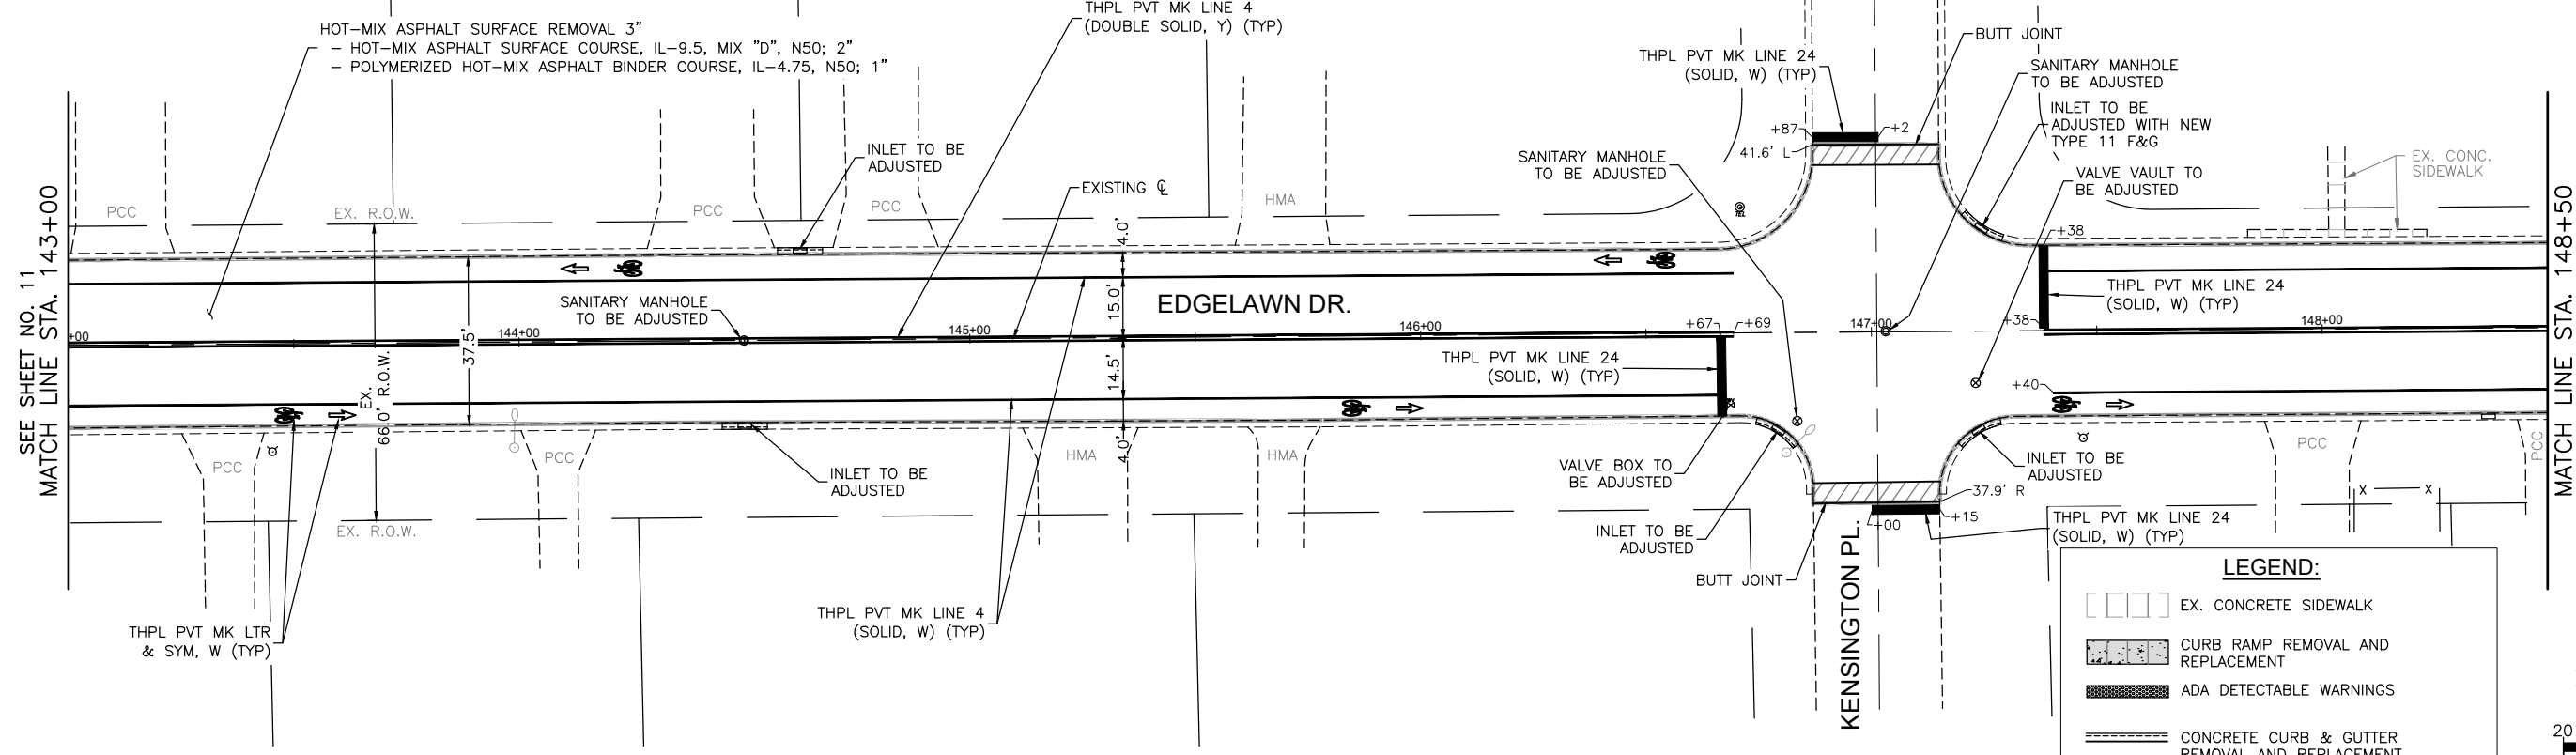 HOT-MIX ASPHALT SURFACE REMOVAL 3"
- HOT-MIX ASPHALT SURFACE COURSE, IL-9.5, MIX "D", N50; 2"
- POLYMERIZED HOT-MIX ASPHALT BINDER COURSE, IL-4.75, N50; 1"
THPL PVT MK LINE 4
(DOUBLE SOLID, Y) (TYP)
THPL PVT MK LINE 24
(SOLID, W) (TYP)
BUTT JOINT
SANITARY MANHOLE
TO BE ADJUSTED
INLET TO BE
ADJUSTED WITH NEW
TYPE 11 F&G
VALVE VAULT TO
BE ADJUSTED
EX. CONC.
SIDEWALK
+87
+2
41.6' L
SANITARY MANHOLE
TO BE ADJUSTED
INLET TO BE
ADJUSTED
EXISTING ℄
PCC
EX. R.O.W.
PCC
PCC
HMA
SEE SHEET NO. 11
MATCH LINE STA. 143+00
MATCH LINE STA. 148+50
4.0'
15.0'
14.5'
4.0'
37.5'
EX.
66.0' R.O.W.
SANITARY MANHOLE
TO BE ADJUSTED
EDGELAWN DR.
+00
144+00
145+00
146+00
147+00
148+00
+67
+69
+38
+38
THPL PVT MK LINE 24
(SOLID, W) (TYP)
THPL PVT MK LINE 24
(SOLID, W) (TYP)
+40
PCC
PCC
HMA
HMA
PCC
PCC
INLET TO BE
ADJUSTED
VALVE BOX TO
BE ADJUSTED
INLET TO BE
ADJUSTED
INLET TO BE
ADJUSTED
37.9' R
+00
+15
THPL PVT MK LINE 24
(SOLID, W) (TYP)
X
X
EX. R.O.W.
BUTT JOINT
KENSINGTON PL.
THPL PVT MK LTR
& SYM, W (TYP)
THPL PVT MK LINE 4
(SOLID, W) (TYP)
LEGEND:
EX. CONCRETE SIDEWALK
CURB RAMP REMOVAL AND
REPLACEMENT
ADA DETECTABLE WARNINGS
CONCRETE CURB & GUTTER
REMOVAL AND REPLACEMENT
20